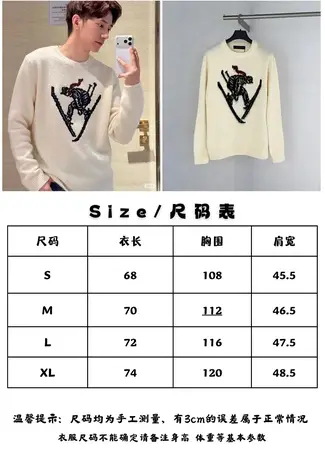 Size/尺码表
尺码 衣长 胸围 肩宽
S 68 108 45.5
M 70 112 46.5
L 72 116 47.5
XL 74 120 48.5
温馨提示：尺码均为手工测量、有3cm的误差属于正常情况
衣服尺码不能确定请备注身高 体重等基本参数